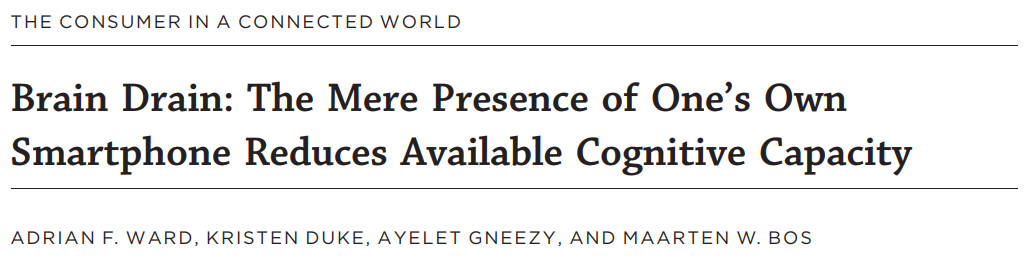 THE CONSUMER IN A CONNECTED WORLD
Brain Drain: The Mere Presence of One’s Own
Smartphone Reduces Available Cognitive Capacity
ADRIAN F. WARD, KRISTEN DUKE, AYELET GNEEZY, AND MAARTEN W. BOS